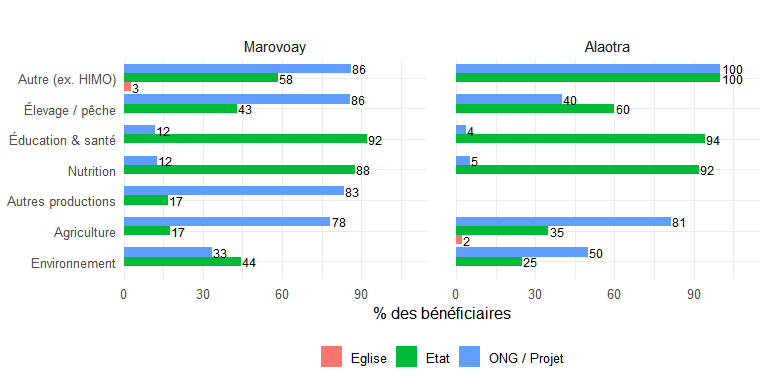 Marovoay Alaotra
Autre (ex. HIMO) 86 58 3 100 100
Élevage / pêche 86 43 40 60
Éducation & santé 12 92 4 94
Nutrition 12 88 5 92
Autres productions 83 17
Agriculture 78 17 81 35 2
Environnement 33 44 50 25
0 30 60 90 0 30 60 90
% des bénéficiaires
Eglise Etat ONG / Projet